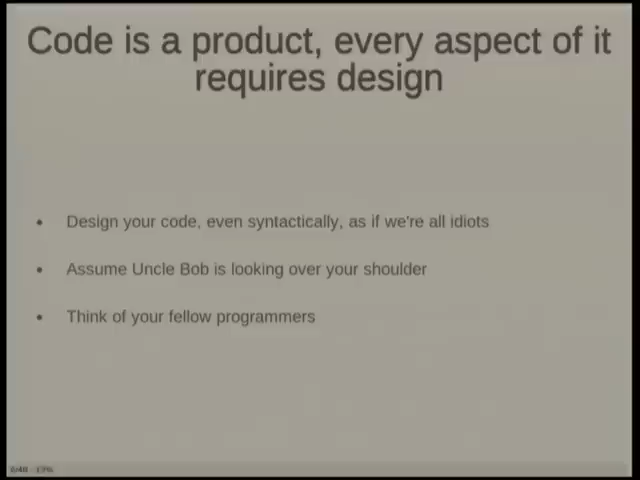 Code is a product, every aspect of it
requires design
• Design your code, even syntactically, as if we're all idiots
• Assume Uncle Bob is looking over your shoulder
• Think of your fellow programmers